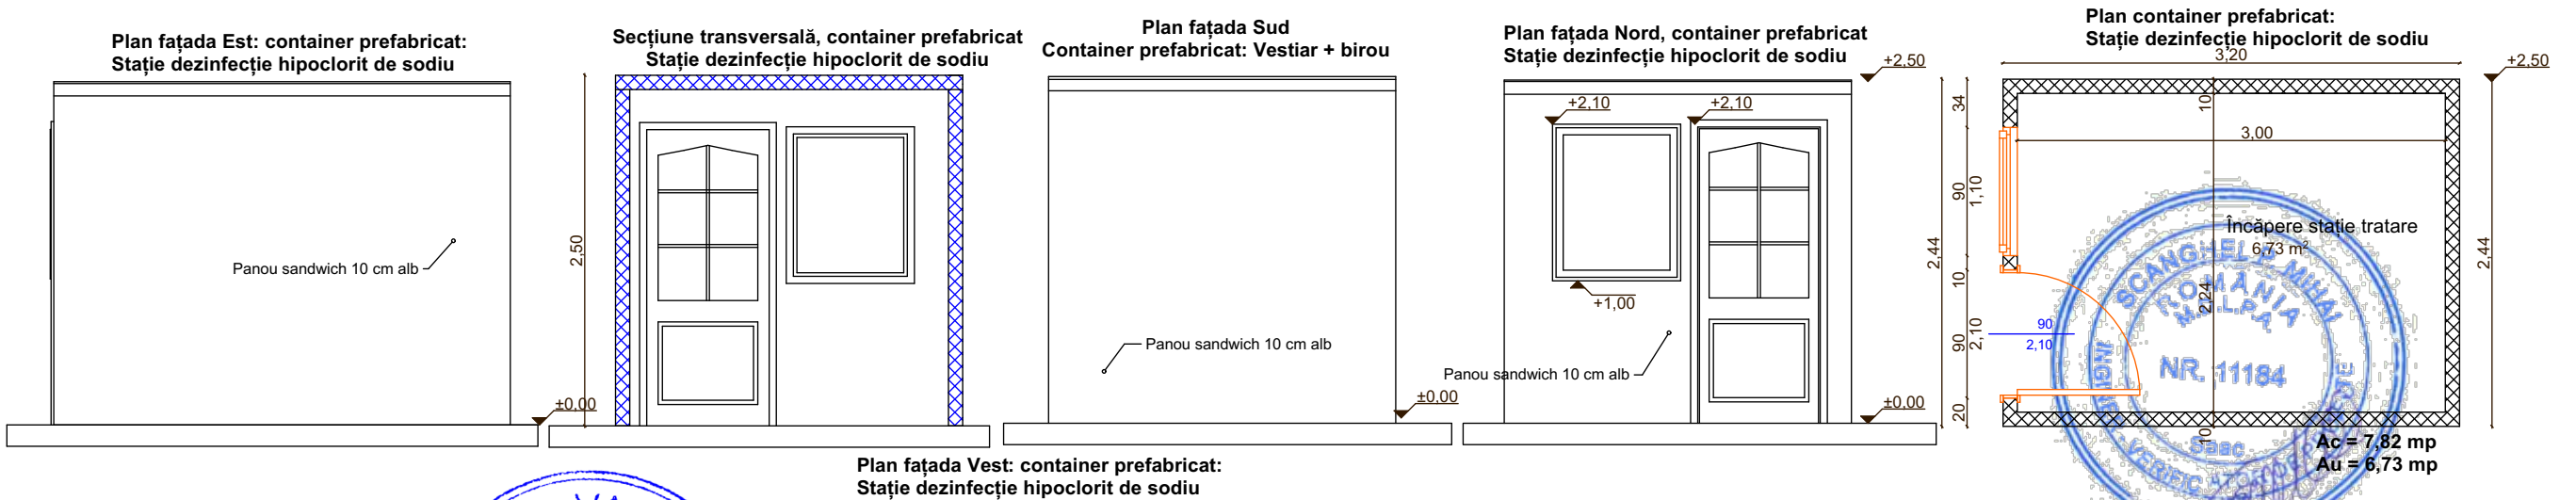 Plan fațada Est: container prefabricat:
Stație dezinfecție hipoclorit de sodiu
Panou sandwich 10 cm alb
±0,00
Secțiune transversală, container prefabricat
Stație dezinfecție hipoclorit de sodiu
2,50
Plan fațada Sud
Container prefabricat: Vestiar + birou
Panou sandwich 10 cm alb
±0,00
Plan fațada Nord, container prefabricat
Stație dezinfecție hipoclorit de sodiu
+2,50
+2,10
+2,10
+1,00
Panou sandwich 10 cm alb
±0,00
Plan container prefabricat:
Stație dezinfecție hipoclorit de sodiu
3,20
+2,50
34
10
3,00
90
1,10
2,44
2,44
Încăpere stație tratare
6,73 m²
10
2,24
90
2,10
90
2,10
20
10
SCANGHEL P. MIHAI
ROMÂNIA
M.D.L.P.A
NR. 11184
Ac = 7,82 mp
Au = 6,73 mp
Plan fațada Vest: container prefabricat:
Stație dezinfecție hipoclorit de sodiu